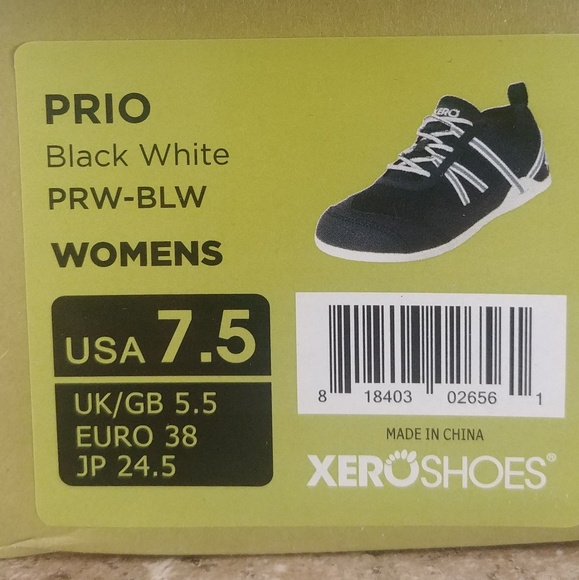 PRIO
Black White
PRW-BLW
WOMENS
USA 7.5
UK/GB 5.5
EURO 38
JP 24.5
XERO
8 18403 02656 1
MADE IN CHINA
XEROSHOES®